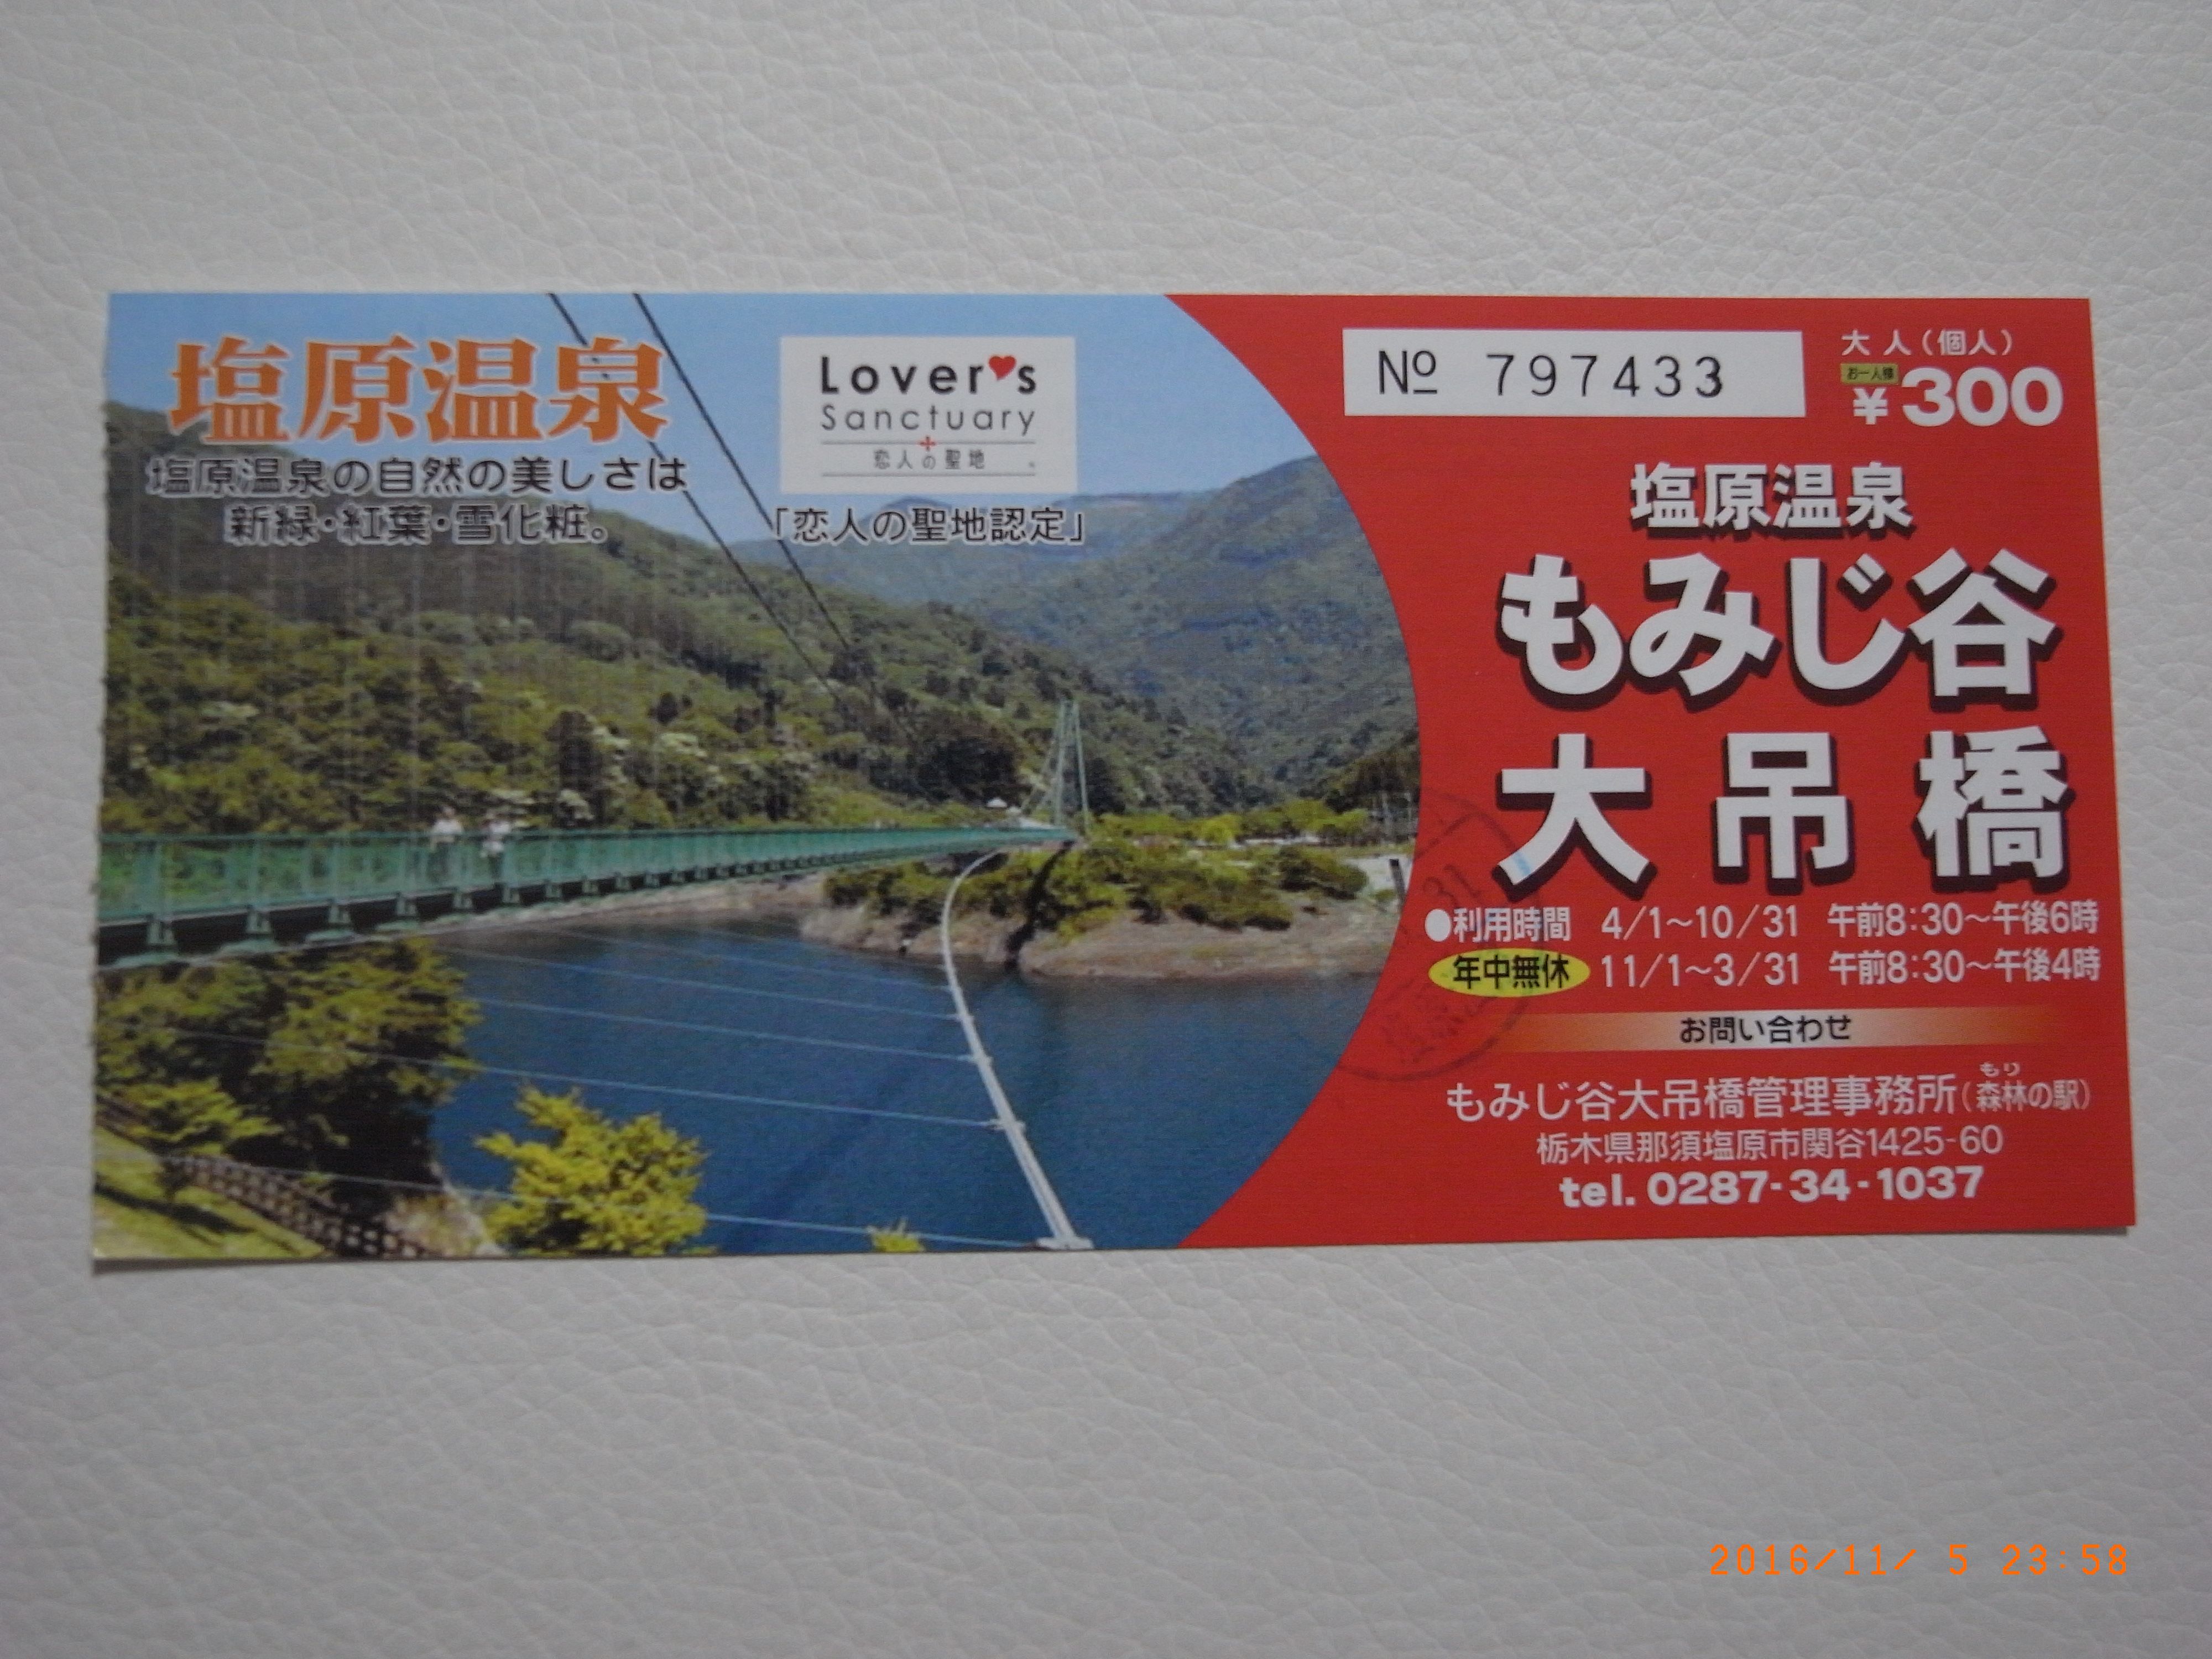 塩原温泉
塩原温泉の自然の美しさは
新緑・紅葉・雪化粧。
Lover's
Sanctuary
恋人の聖地
「恋人の聖地認定」
№ 797433
大人(個人)
お一人様
¥300
塩原温泉
もみじ谷
大吊橋
●利用時間 4/1～10/31 午前8:30～午後6時
年中無休 11/1～3/31 午前8:30～午後4時
お問い合わせ
もり
もみじ谷大吊橋管理事務所(森林の駅)
栃木県那須塩原市関谷1425-60
tel. 0287-34-1037
2016/11/ 5 23:58